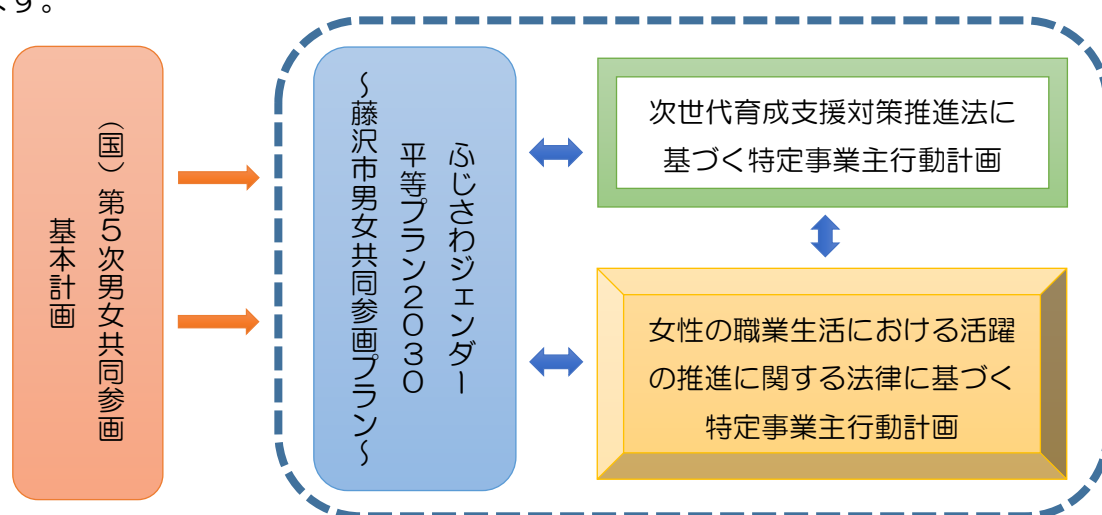 ます。
（国）第５次男女共同参画
基本計画
ふじさわジェンダー
平等プラン２０３０
～藤沢市男女共同参画プラン～
次世代育成支援対策推進法に
基づく特定事業主行動計画
女性の職業生活における活躍
の推進に関する法律に基づく
特定事業主行動計画